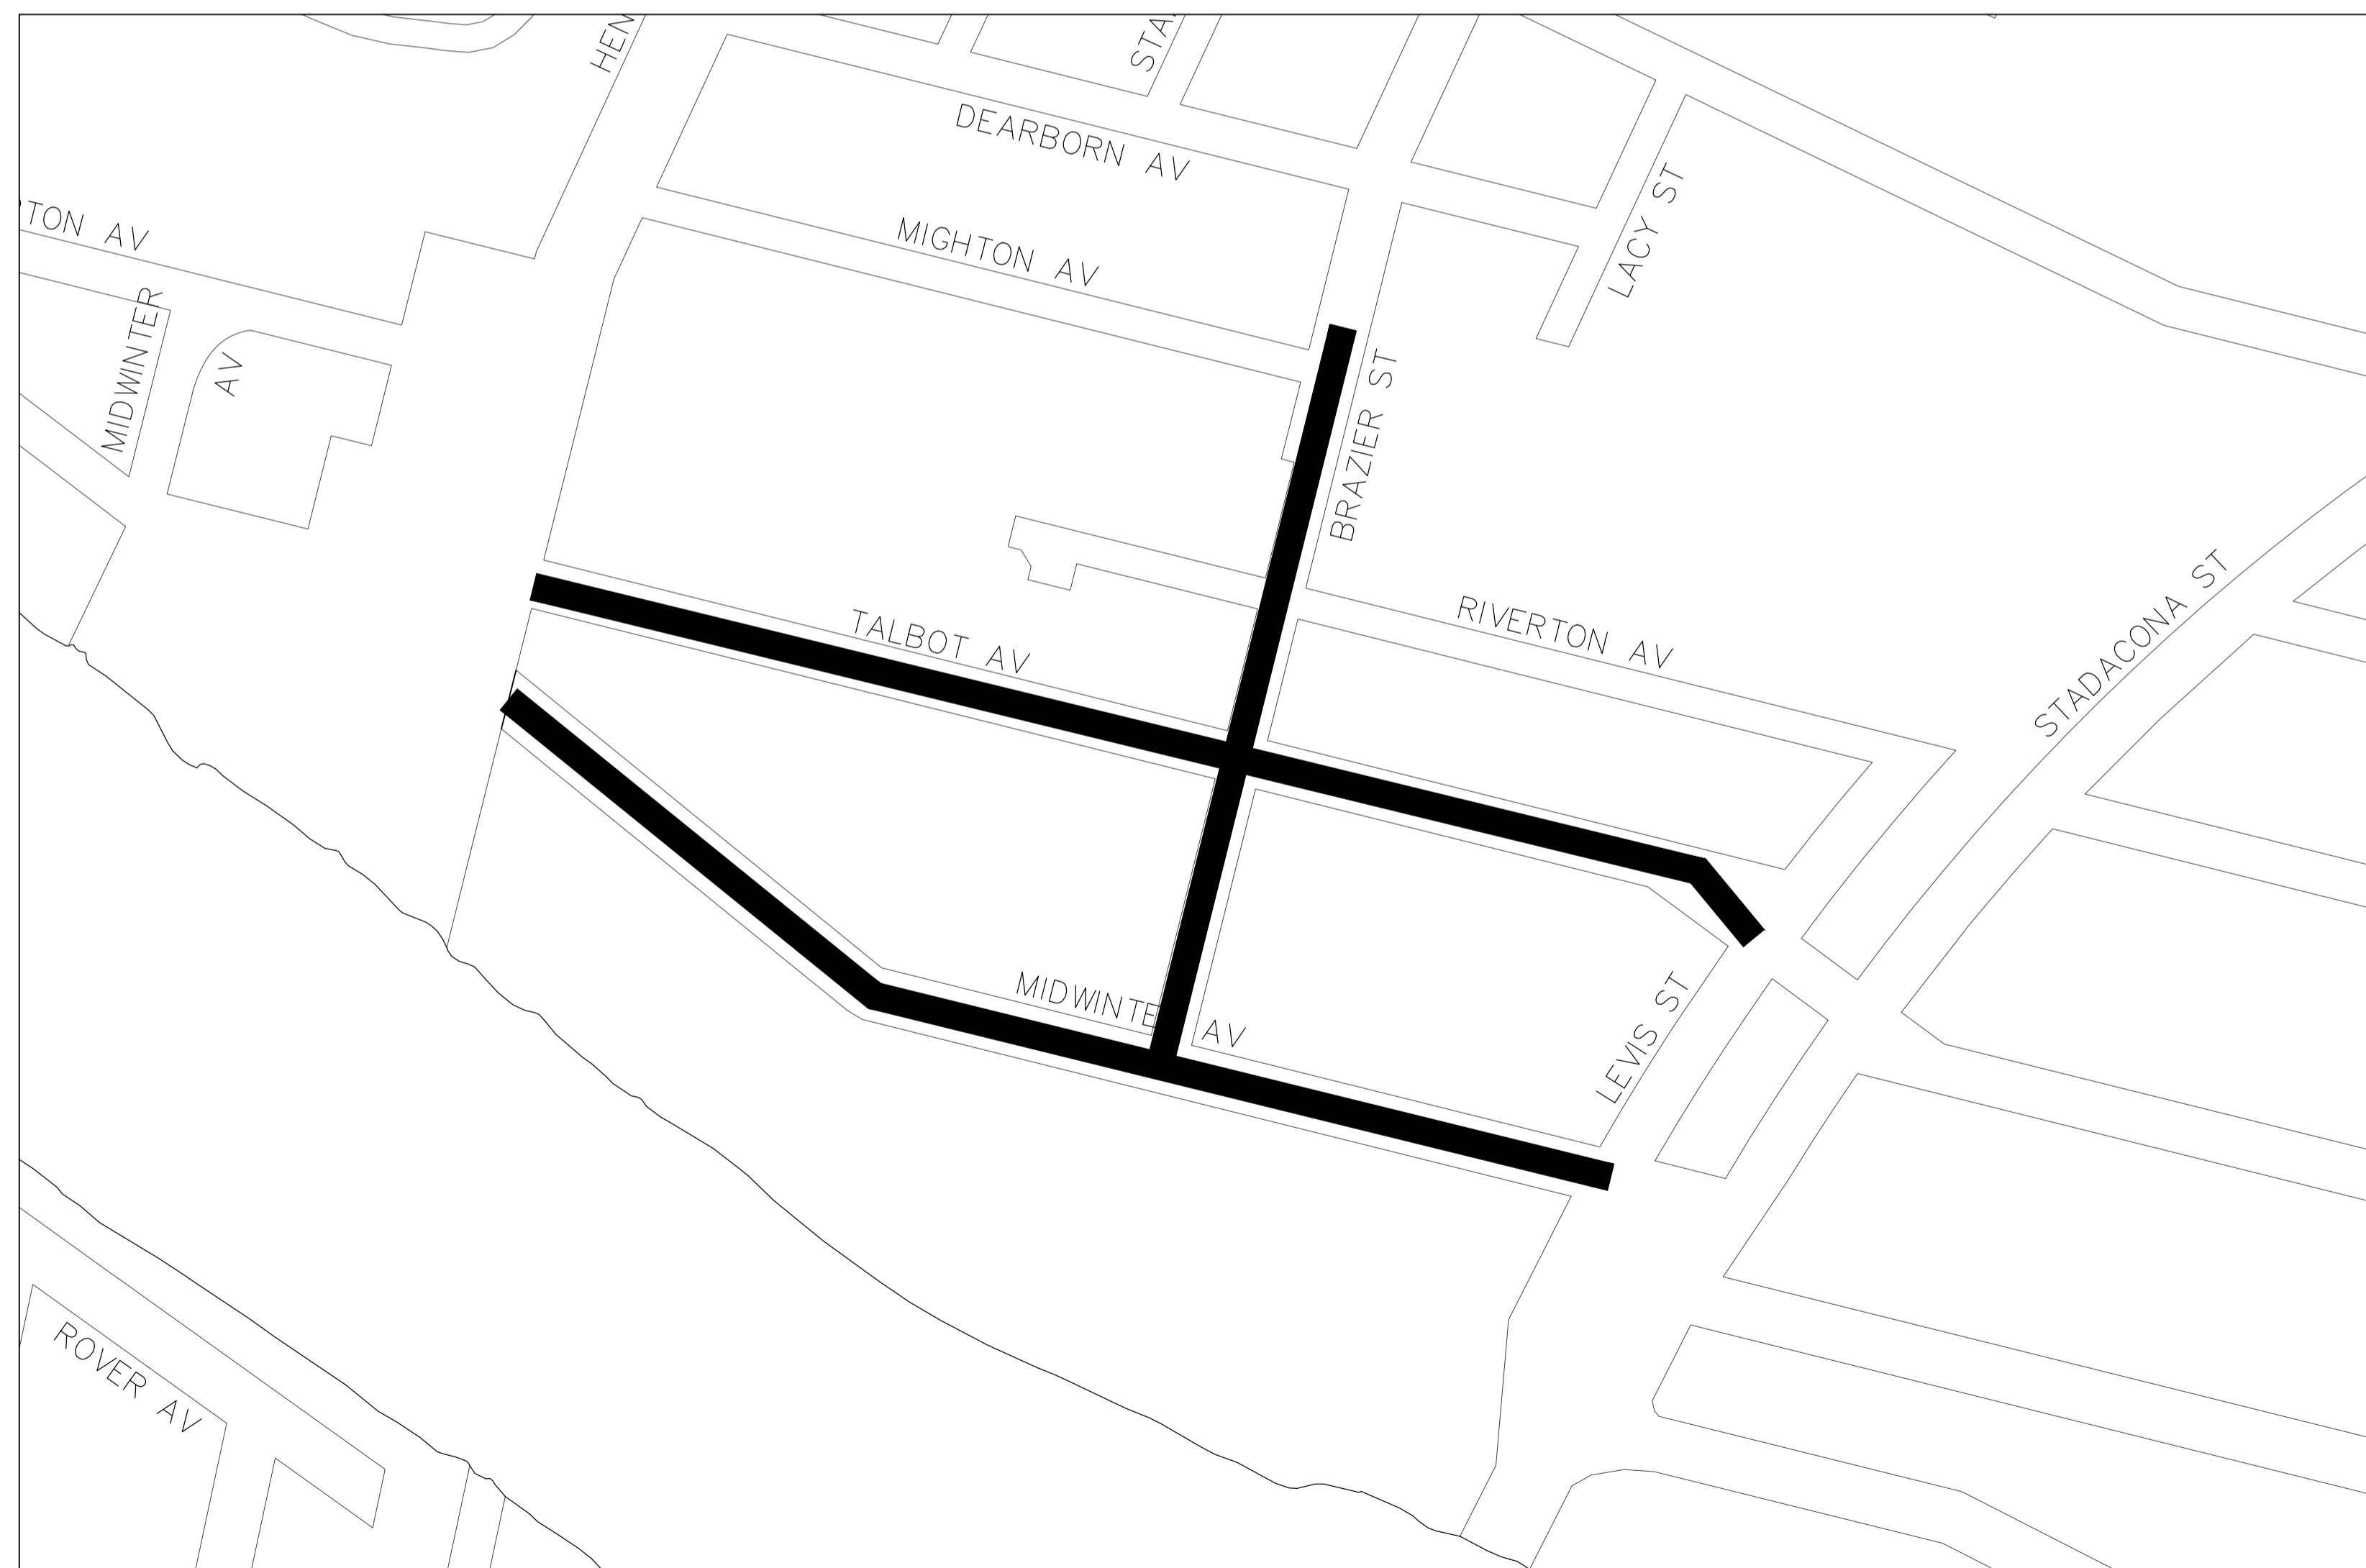 DEARBORN AV
MIGHTON AV
TON AV
LACY ST
MIDWINTER
AV
BRAZIER ST
TALBOT AV
RIVERTON AV
STADACONA ST
MIDWINTE
AV
LEWIS ST
ROVER AV